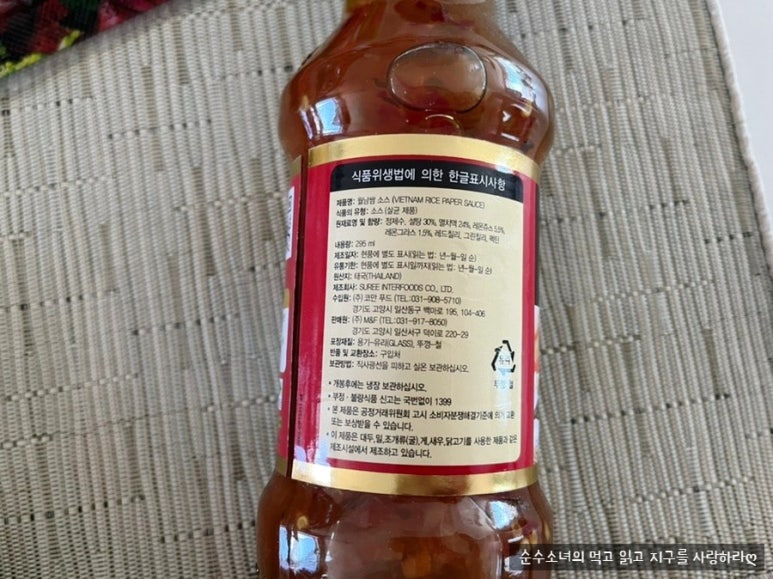 식품위생법에 의한 한글표시사항
제품명: 월남쌈 소스 (VIETNAM RICE PAPER SAUCE)
식품의 유형: 소스 (살균 제품)
원재료명 및 함량: 정제수, 설탕 30%, 멸치액 24%, 레몬쥬스 5.5%,
레몬그라스 1.5%, 레드칠리, 그린칠리, 펙틴
내용량: 295 ml
제조일자: 현품에 별도 표시(읽는 법: 년-월-일 순)
유통기한: 현품에 별도 표시일까지(읽는 법: 년-월-일 순)
원산지: 태국(THAILAND)
제조회사: SUREE INTERFOODS CO., LTD.
수입원: (주) 코만 푸드 (TEL:031-908-5710)
경기도 고양시 일산동구 백마로 195, 104-406
판매원: (주) M&F (TEL:031-917-8050)
경기도 고양시 일산서구 덕이로 220-29
포장재질: 용기-유리(GLASS), 뚜껑-철
반품 및 교환장소: 구입처
보관방법: 직사광선을 피하고 실온 보관하십시오.
• 개봉후에는 냉장 보관하십시오.
• 부정·불량식품 신고는 국번없이 1399
• 본 제품은 공정거래위원회 고시 소비자분쟁해결기준에 의거 교환
또는 보상받을 수 있습니다.
• 이 제품은 대두,밀,조개류(굴),게,새우,닭고기를 사용한 제품과 같은
제조시설에서 제조하고 있습니다.
순수소녀의 먹고 읽고 지구를 사랑하라ღ